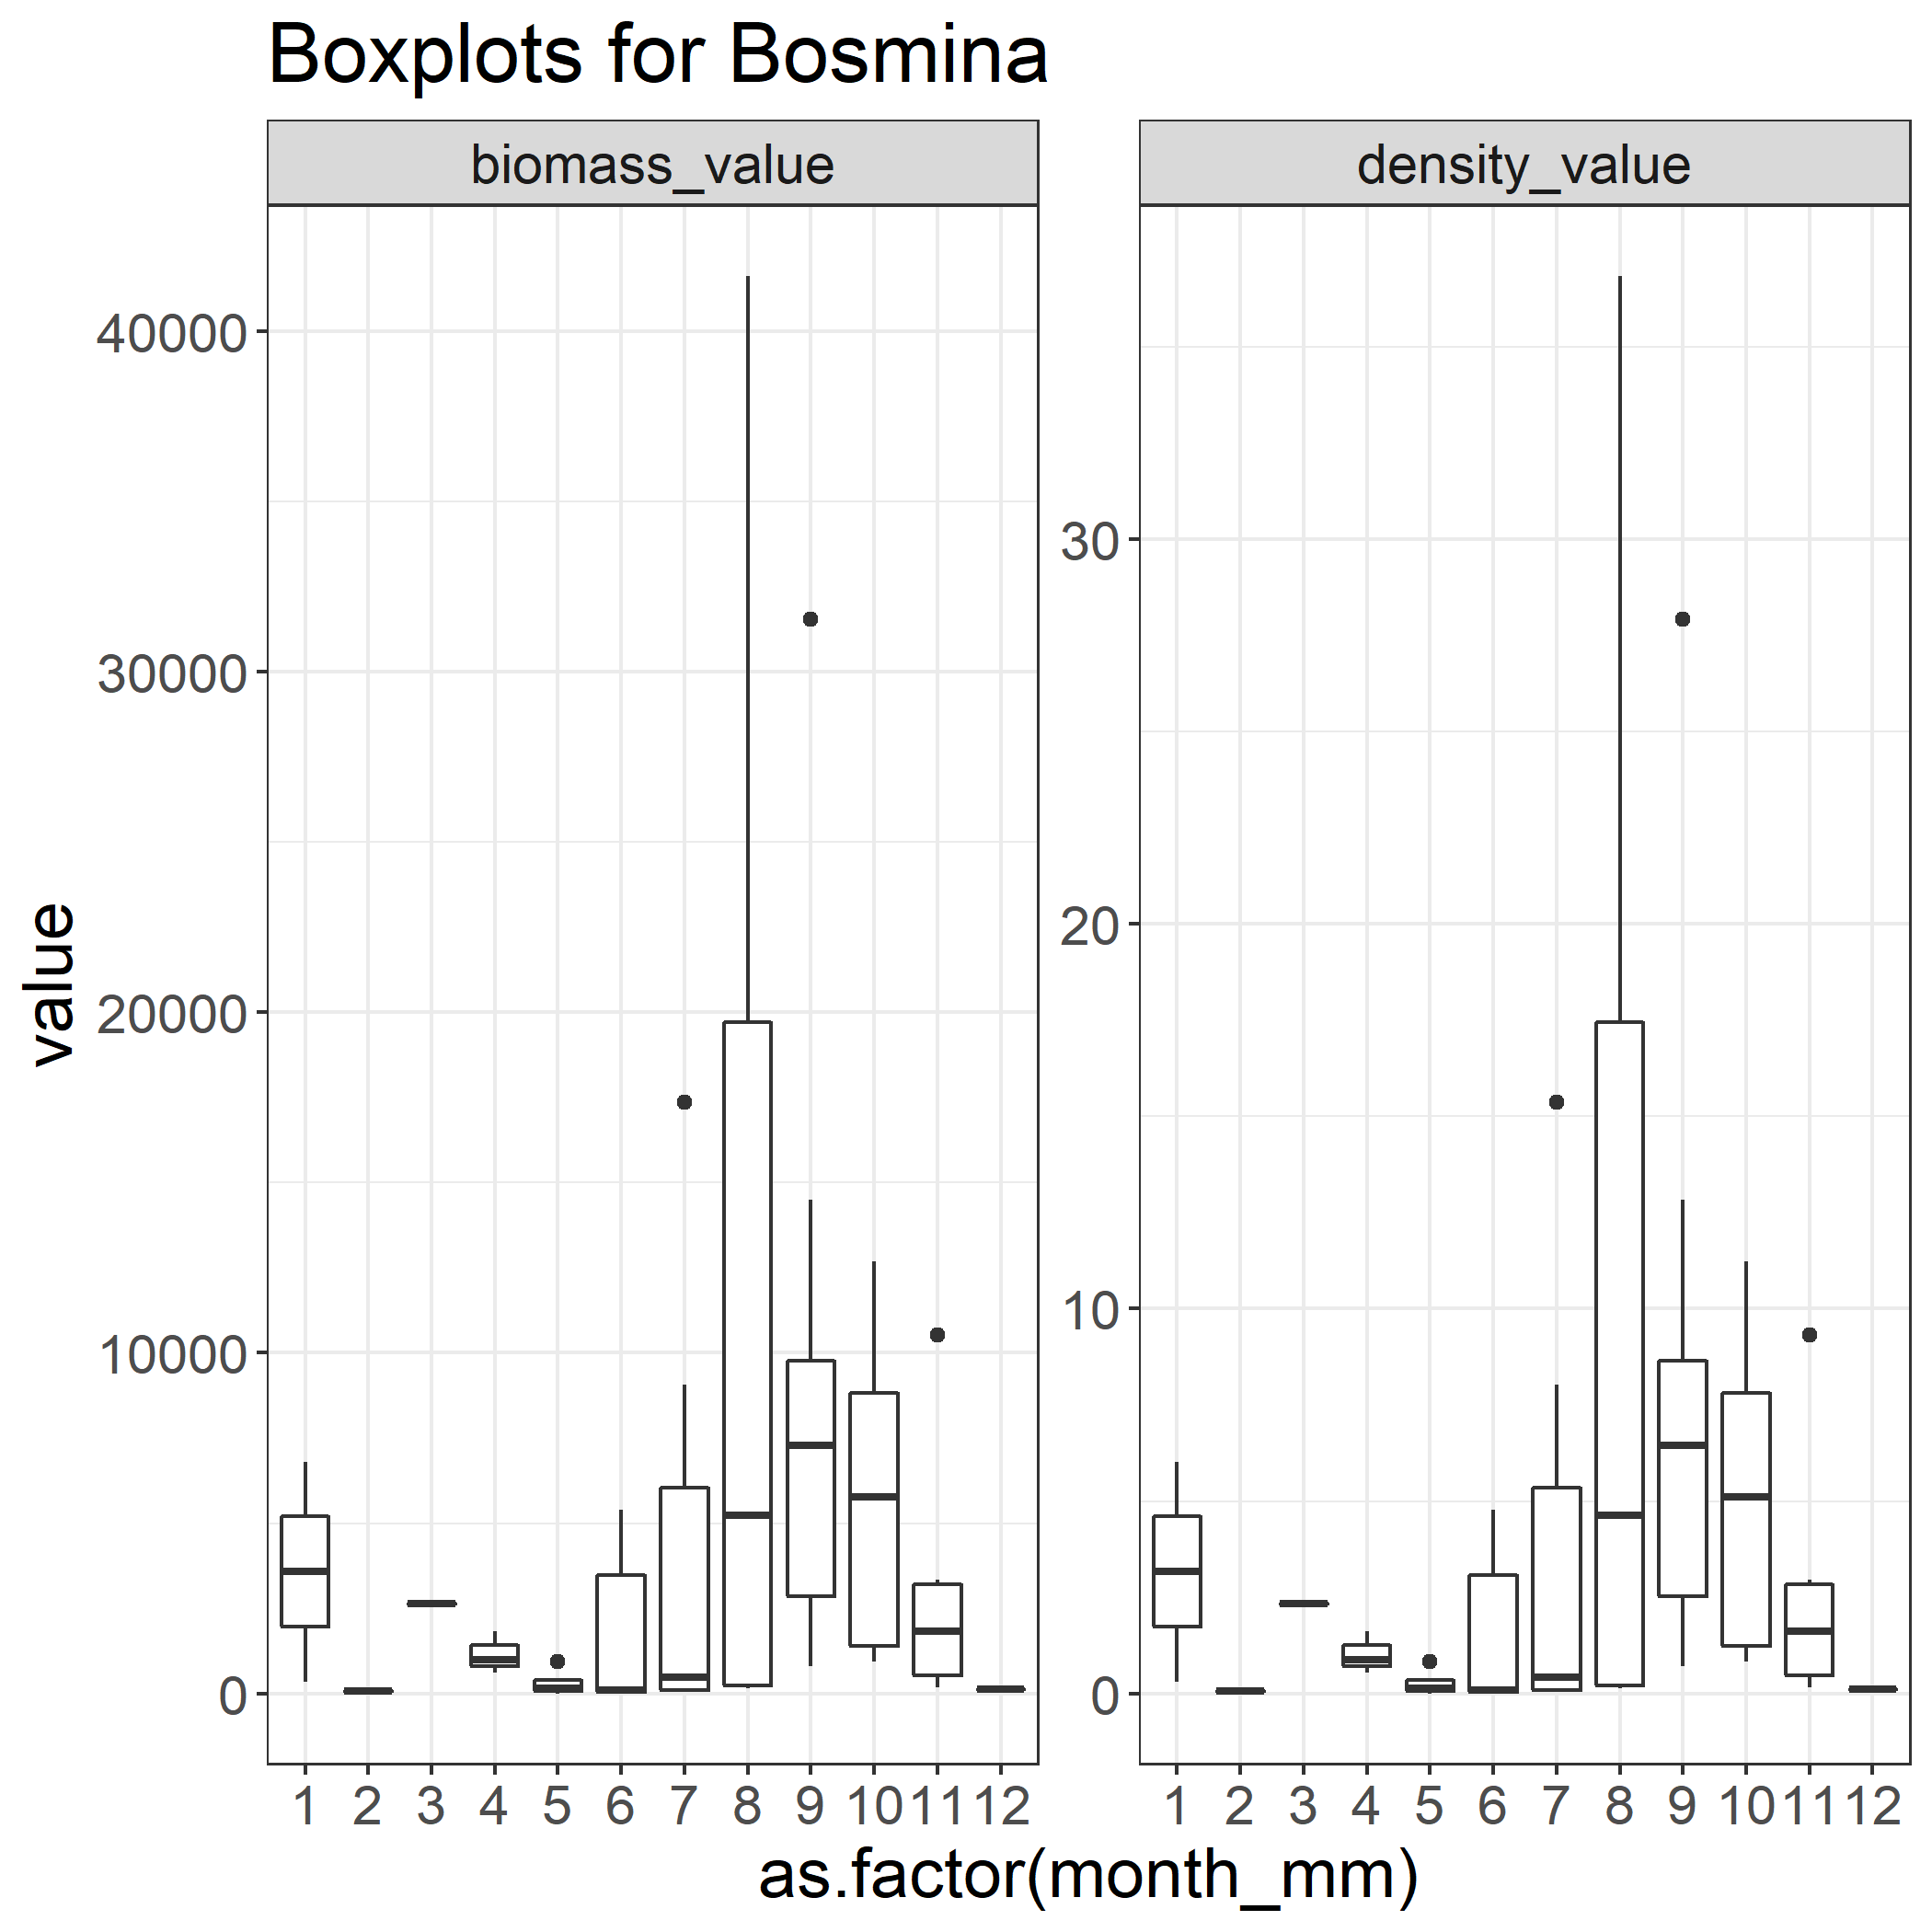 Boxplots for Bosmina
biomass_value
density_value
value
40000
30000
20000
10000
0
30
20
10
0
1 2 3 4 5 6 7 8 9 10 11 12
1 2 3 4 5 6 7 8 9 10 11 12
as.factor(month_mm)